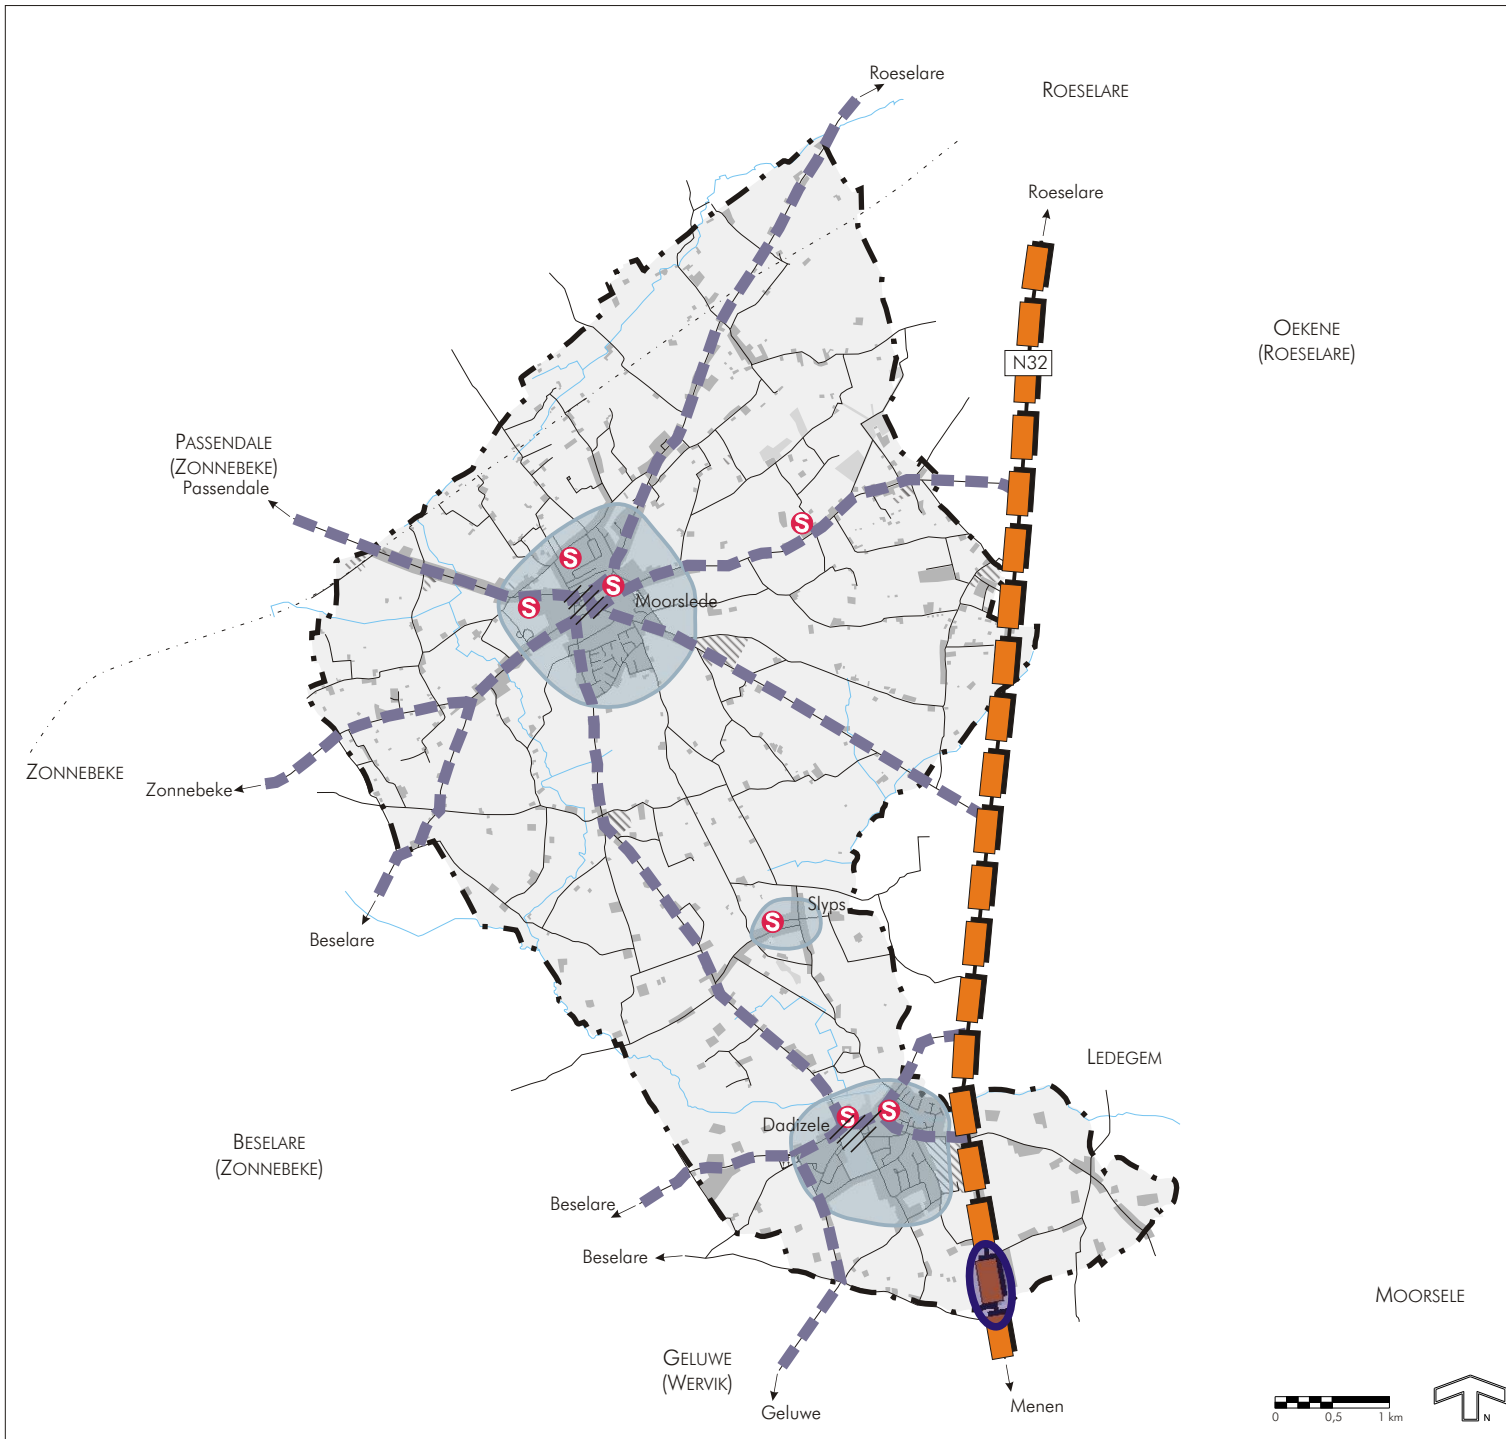 Roeselare
ROESELARE
Roeselare
OEKENE
(ROESELARE)
N32
PASSENDALE
(ZONNEBEKE)
Passendale
S
S
S
S
Moorslede
ZONNEBEKE
Zonnebeke
Slyps
S
Beselare
LEDEGEM
S
S
Dadizele
BESELARE
(ZONNEBEKE)
Beselare
Beselare
MOORSELE
GELUWE
(WERVIK)
Geluwe
Menen
0 0,5 1 km
N